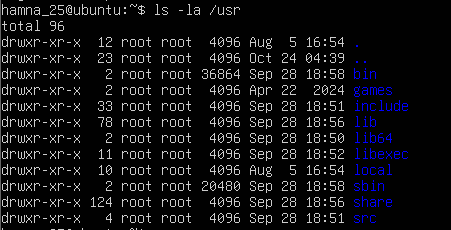 hamna_25@ubuntu:~$ ls -la /usr
total 96
drwxr-xr-x  12 root root  4096 Aug  5 16:54 .
drwxr-xr-x  23 root root  4096 Oct 24 04:39 ..
drwxr-xr-x   2 root root 36864 Sep 28 18:58 bin
drwxr-xr-x   2 root root  4096 Apr 22  2024 games
drwxr-xr-x  33 root root  4096 Sep 28 18:51 include
drwxr-xr-x  78 root root  4096 Sep 28 18:56 lib
drwxr-xr-x   2 root root  4096 Sep 28 18:50 lib64
drwxr-xr-x  11 root root  4096 Sep 28 18:52 libexec
drwxr-xr-x  10 root root  4096 Aug  5 16:54 local
drwxr-xr-x   2 root root 20480 Sep 28 18:58 sbin
drwxr-xr-x 124 root root  4096 Sep 28 18:56 share
drwxr-xr-x   4 root root  4096 Sep 28 18:51 src